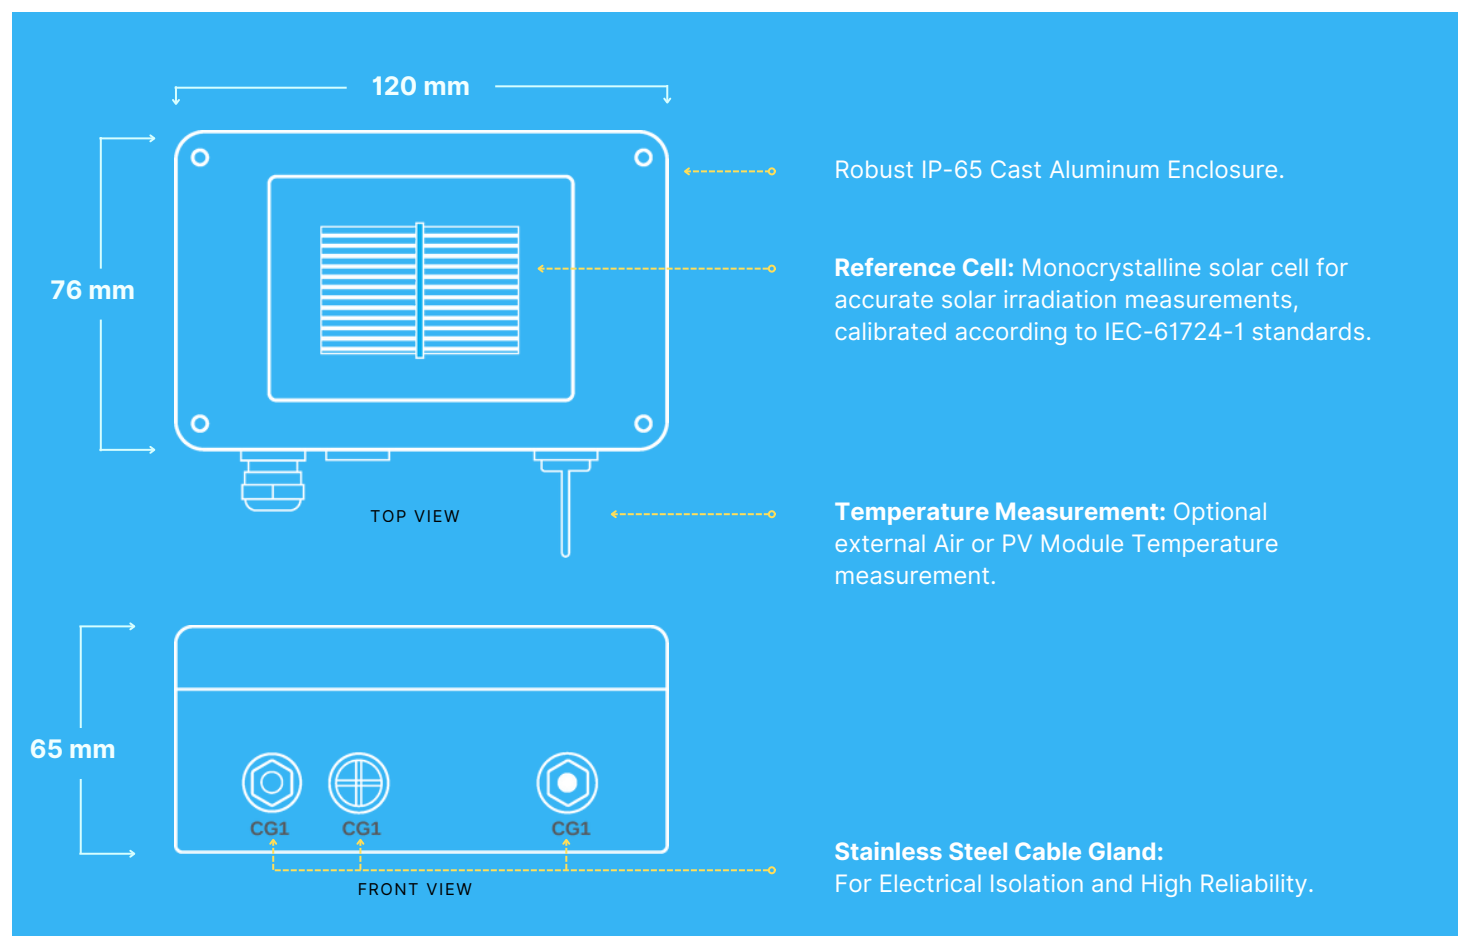 120 mm
76 mm
Robust IP-65 Cast Aluminum Enclosure.
Reference Cell: Monocrystalline solar cell for
accurate solar irradiation measurements,
calibrated according to IEC-61724-1 standards.
TOP VIEW
Temperature Measurement: Optional
external Air or PV Module Temperature
measurement.
65 mm
CG1 CG1 CG1
FRONT VIEW
Stainless Steel Cable Gland:
For Electrical Isolation and High Reliability.